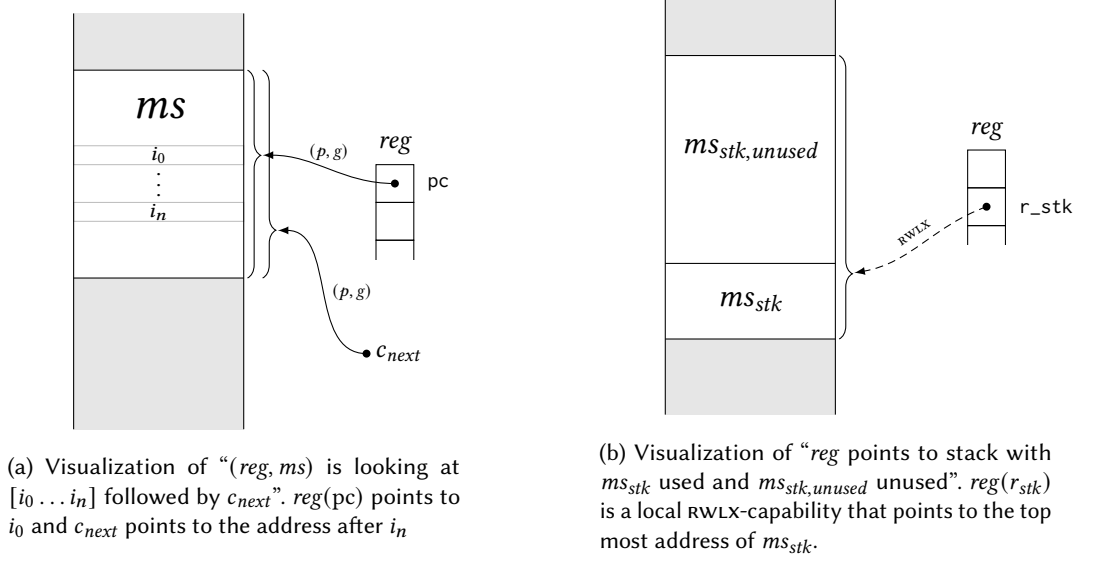 ms
i0
⋮
in
(p, g)
reg
pc
(p, g)
cnext
(a) Visualization of “(reg, ms) is looking at
[i0 . . . in] followed by cnext”. reg(pc) points to
i0 and cnext points to the address after in
msstk,unused
msstk
reg
r_stk
RWLX
(b) Visualization of “reg points to stack with
msstk used and msstk,unused unused”. reg(rstk)
is a local RWLX-capability that points to the top
most address of msstk.